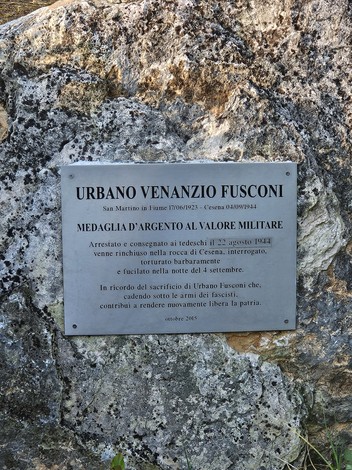 URBANO VENANZIO FUSCONI
San Martino in Fiume 17/06/1923 - Cesena 04/09/1944
MEDAGLIA D'ARGENTO AL VALORE MILITARE
Arrestato e consegnato ai tedeschi il 22 agosto 1944
venne rinchiuso nella rocca di Cesena, interrogato,
torturato barbaramente
e fucilato nella notte del 4 settembre.
In ricordo del sacrificio di Urbano Fusconi che,
cadendo sotto le armi dei fascisti,
contribuì a rendere nuovamente libera la patria.
ottobre